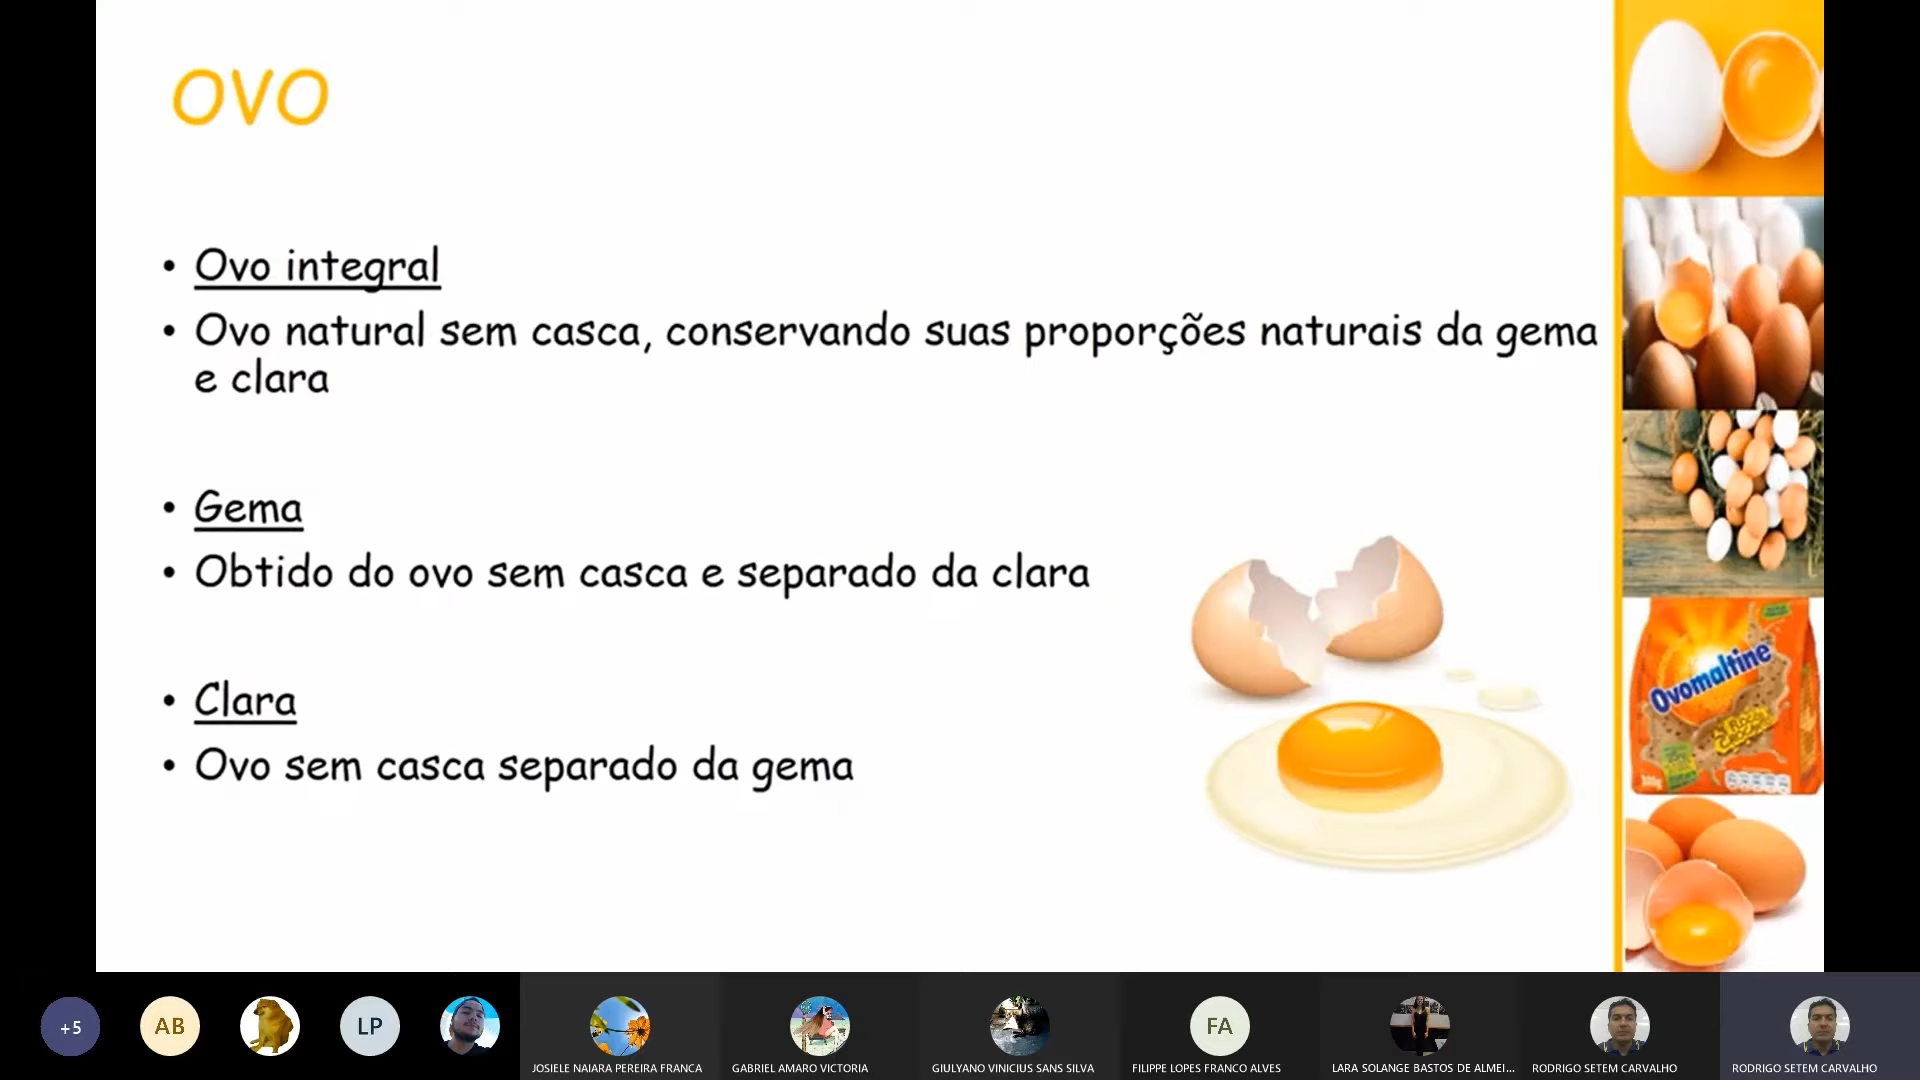 OVO
• Ovo integral
• Ovo natural sem casca, conservando suas proporções naturais da gema
e clara
• Gema
• Obtido do ovo sem casca e separado da clara
• Clara
• Ovo sem casca separado da gema
Ovomaltine
+5
AB
LP
JOSIELE NAIARA PEREIRA FRANCA
GABRIEL AMARO VICTORIA
GIULYANO VINICIUS SANS SILVA
FA
FILIPPE LOPES FRANCO ALVES
LARA SOLANGE BASTOS DE ALMEI...
RODRIGO SETEM CARVALHO
RODRIGO SETEM CARVALHO